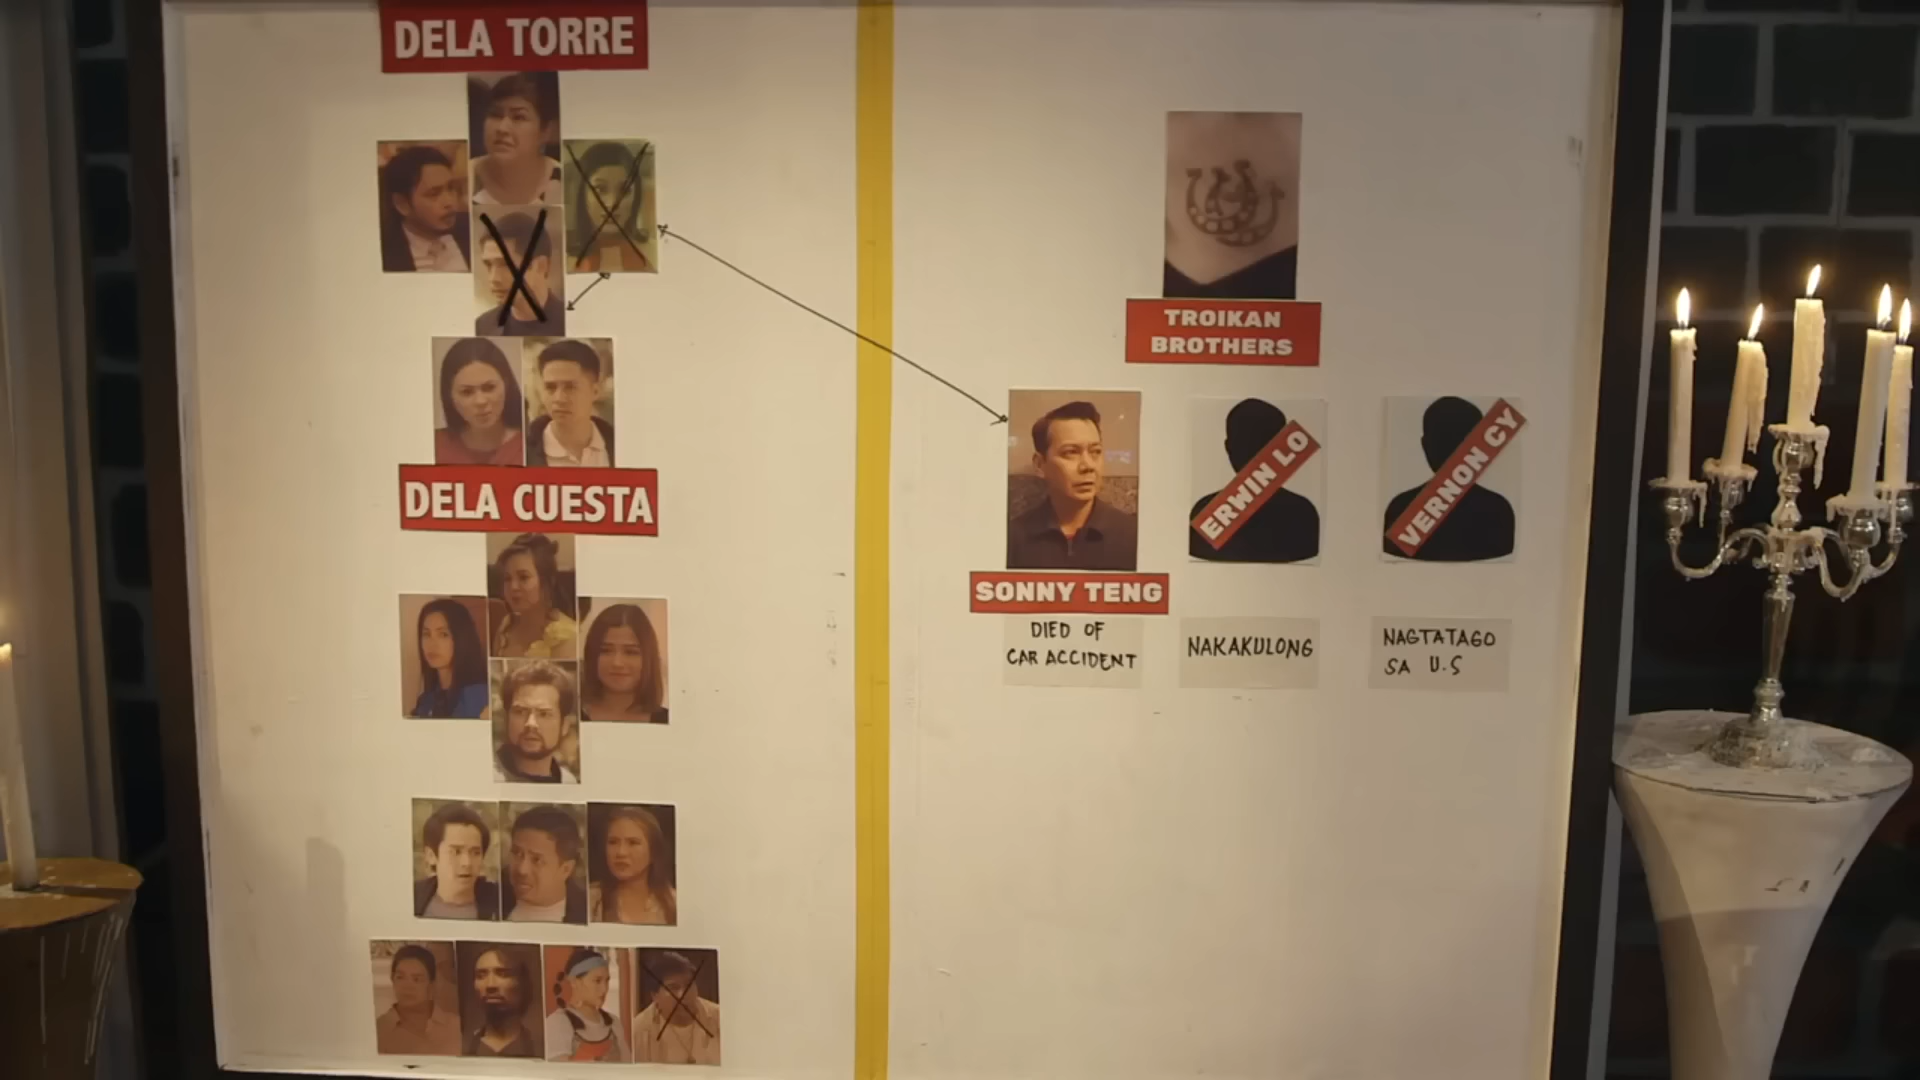 DELA TORRE
DELA CUESTA
TROIKAN
BROTHERS
ERWIN LO
VERNON CY
SONNY TENG
DIED OF
CAR ACCIDENT
NAKAKULONG
NAGTATAGO
SA U.S